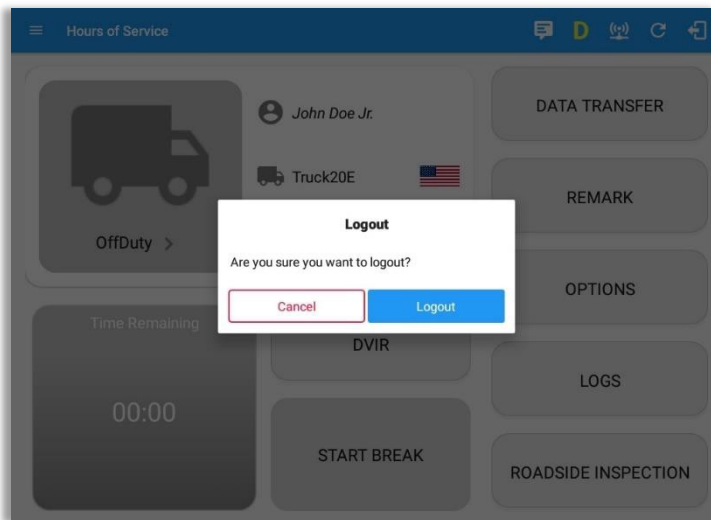 Hours of Service
D
John Doe Jr.
DATA TRANSFER
Truck20E
REMARK
OffDuty >
Logout
Are you sure you want to logout?
Cancel
Logout
OPTIONS
Time Remaining
DVIR
LOGS
00:00
START BREAK
ROADSIDE INSPECTION